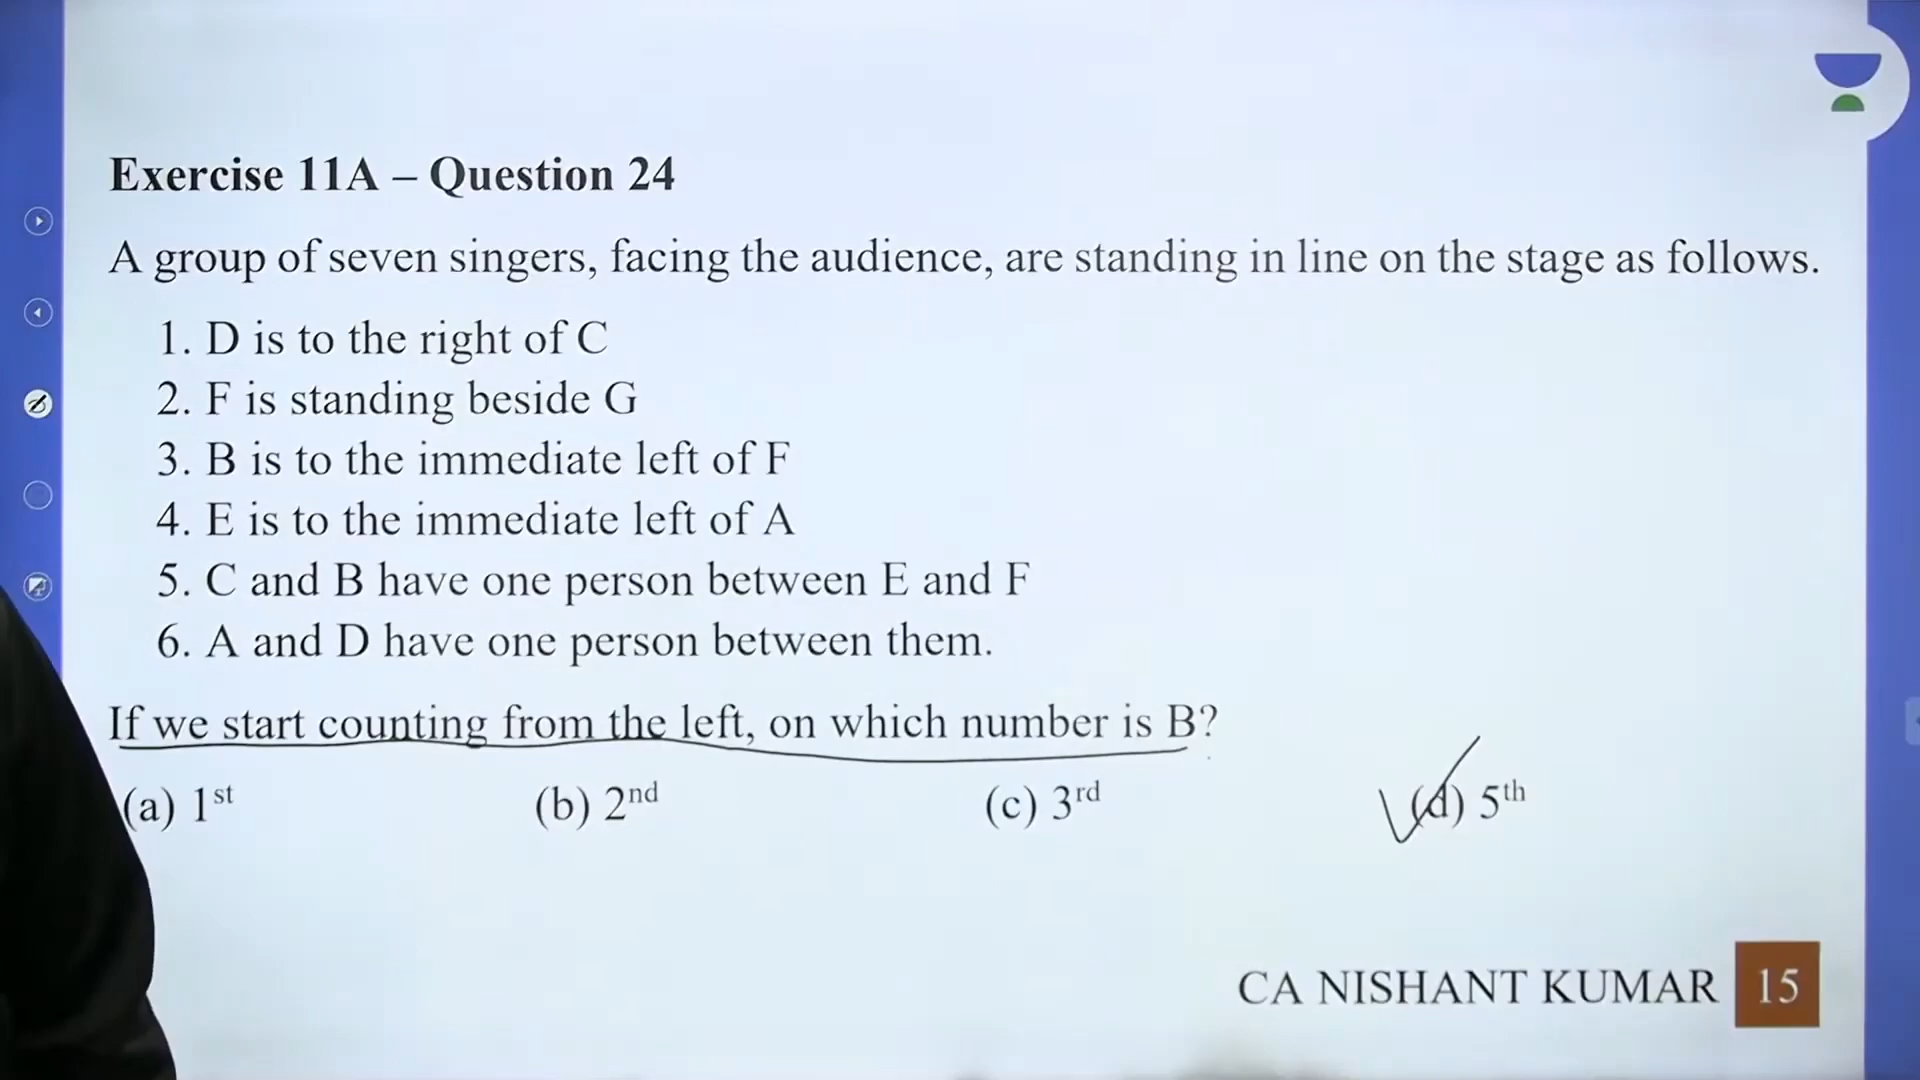 Exercise 11A – Question 24
A group of seven singers, facing the audience, are standing in line on the stage as follows.
1. D is to the right of C
2. F is standing beside G
3. B is to the immediate left of F
4. E is to the immediate left of A
5. C and B have one person between E and F
6. A and D have one person between them.
If we start counting from the left, on which number is B?
(a) 1st (b) 2nd (c) 3rd (d) 5th
CA NISHANT KUMAR 15